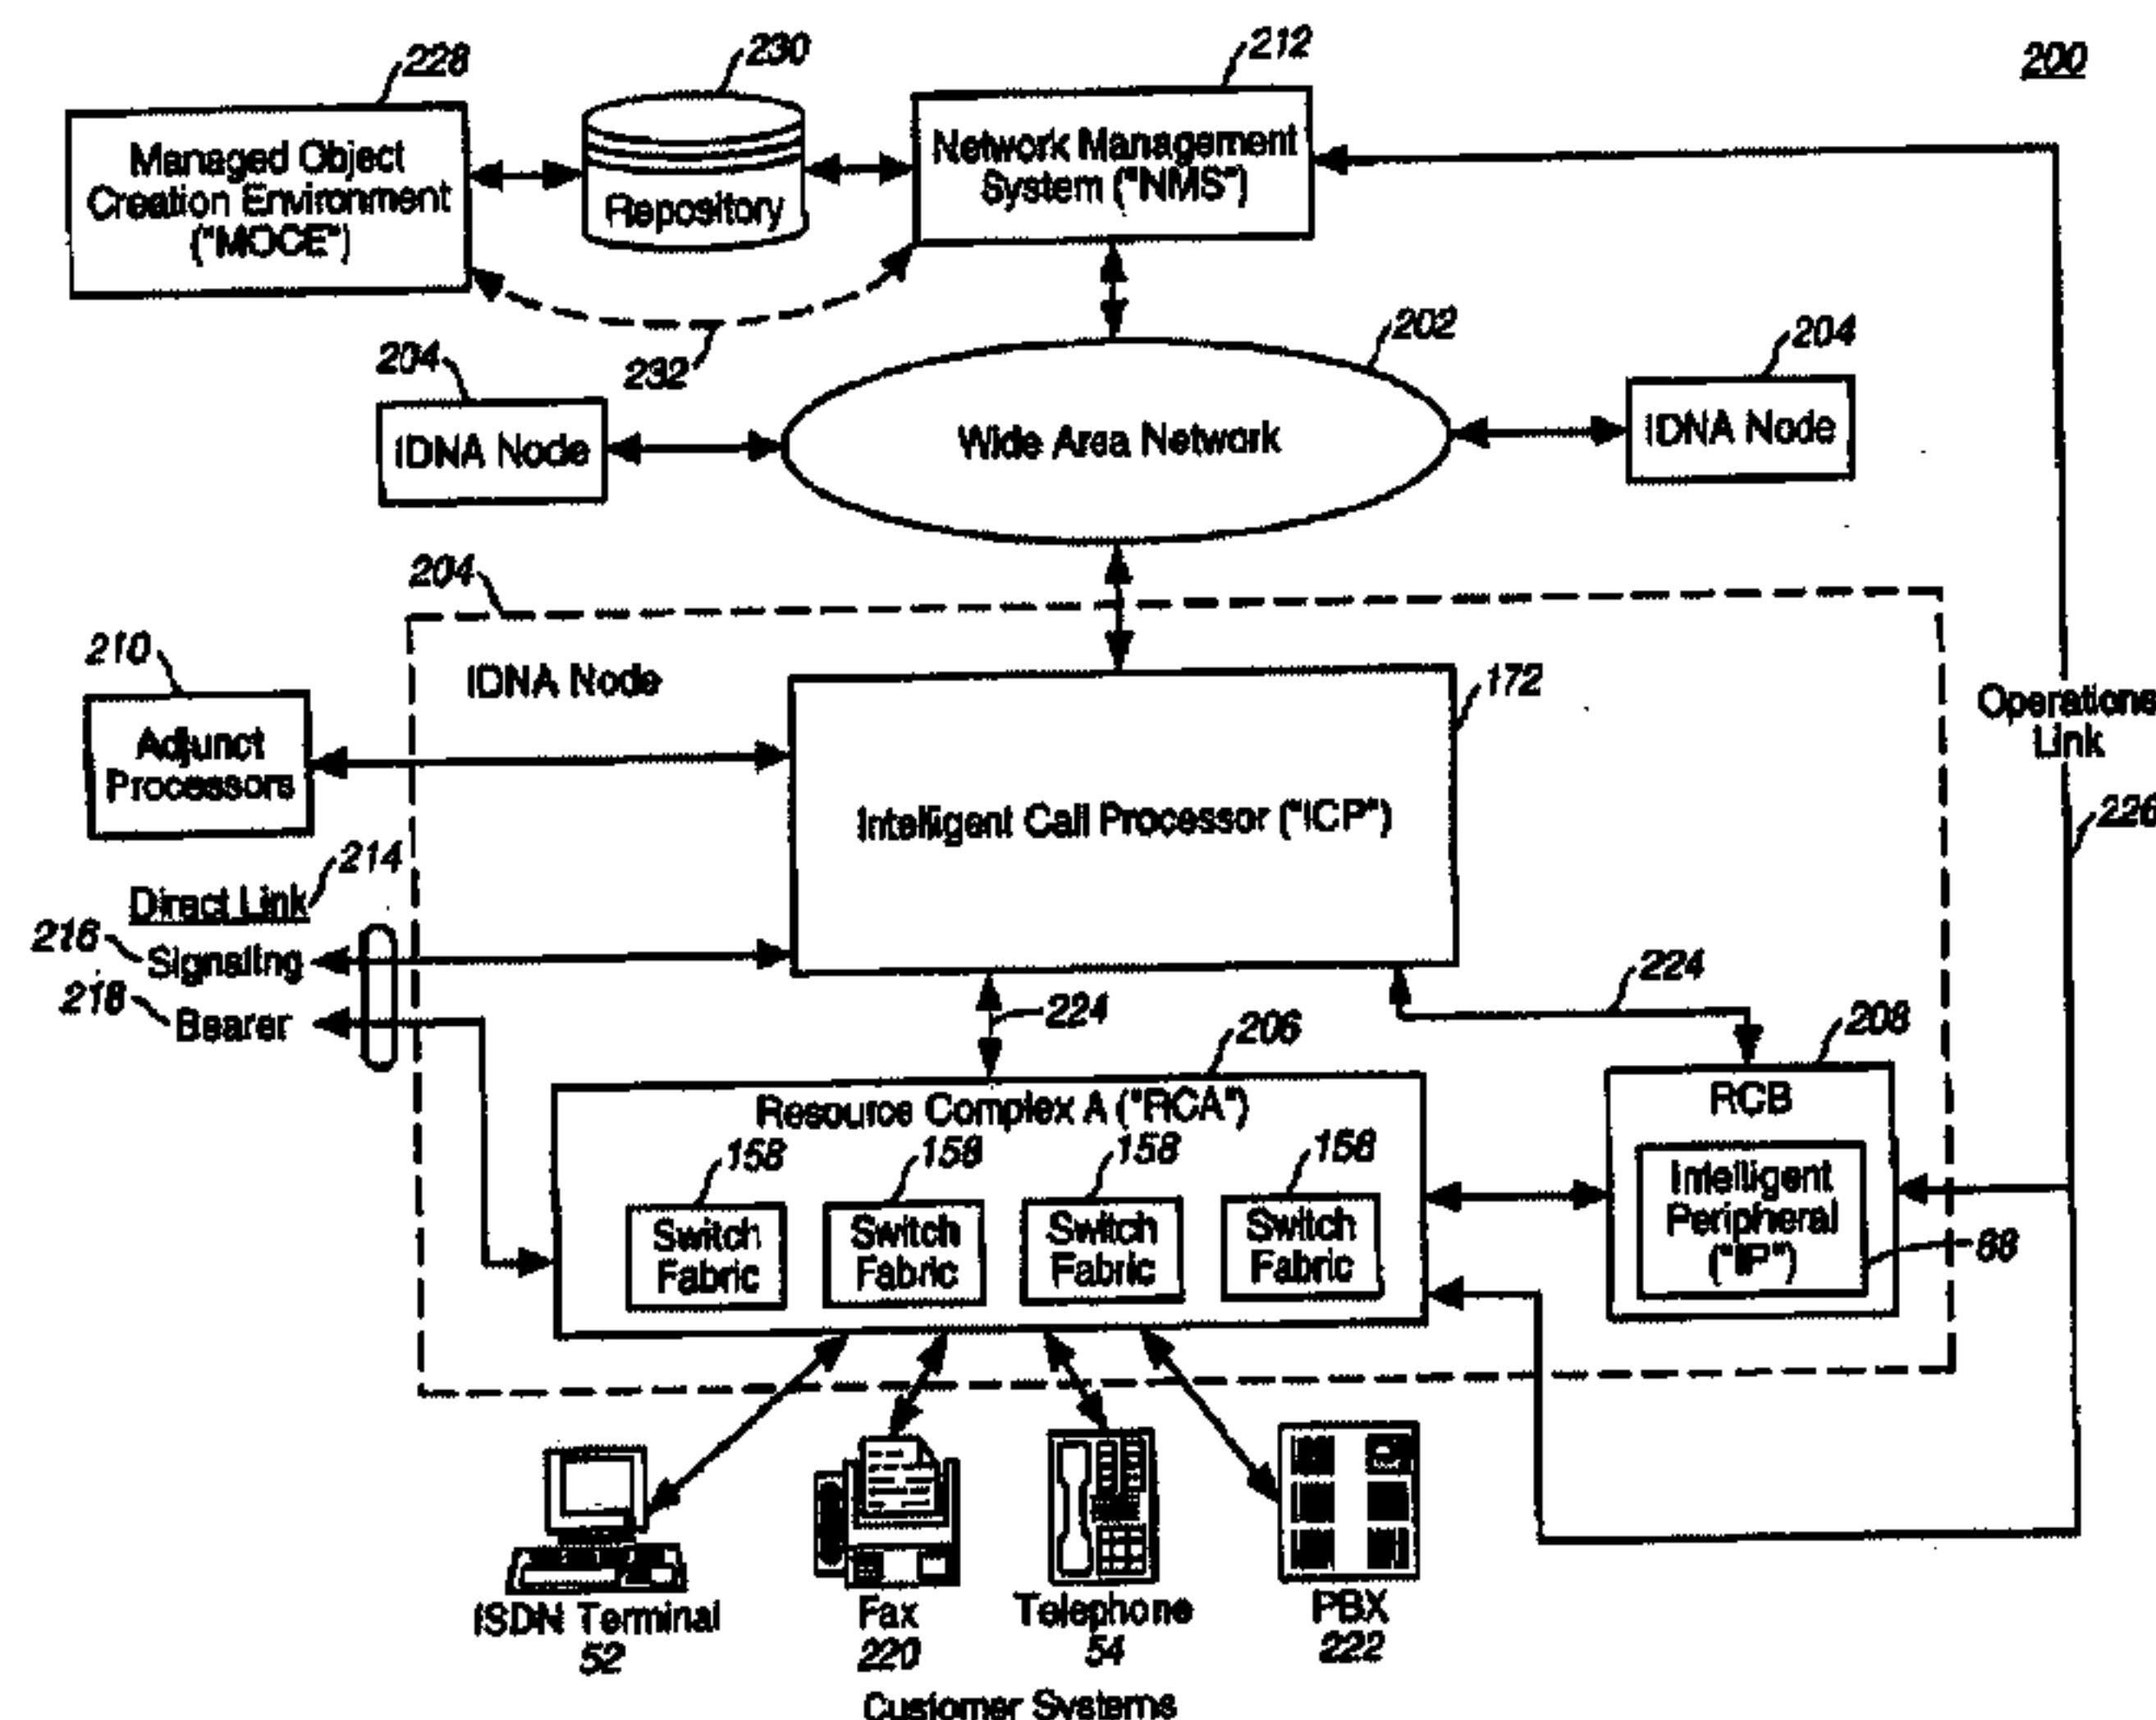 228
230
212
200
Managed Object
Creation Environment
("MOCE")
Repository
Network Management
System ("NMS")
232
204
IDNA Node
202
Wide Area Network
204
IDNA Node
204
IDNA Node
210
Adjunct
Processors
172
Intelligent Call Processor ("ICP")
Operations
Link
226
Direct Link
214
216
Signaling
218
Bearer
224
224
206
208
Resource Complex A ("RCA")
158
158
158
158
Switch
Fabric
Switch
Fabric
Switch
Fabric
Switch
Fabric
RCB
Intelligent
Peripheral
("IP")
88
ISDN Terminal
52
Fax
220
Telephone
54
PBX
222
Customer Systems